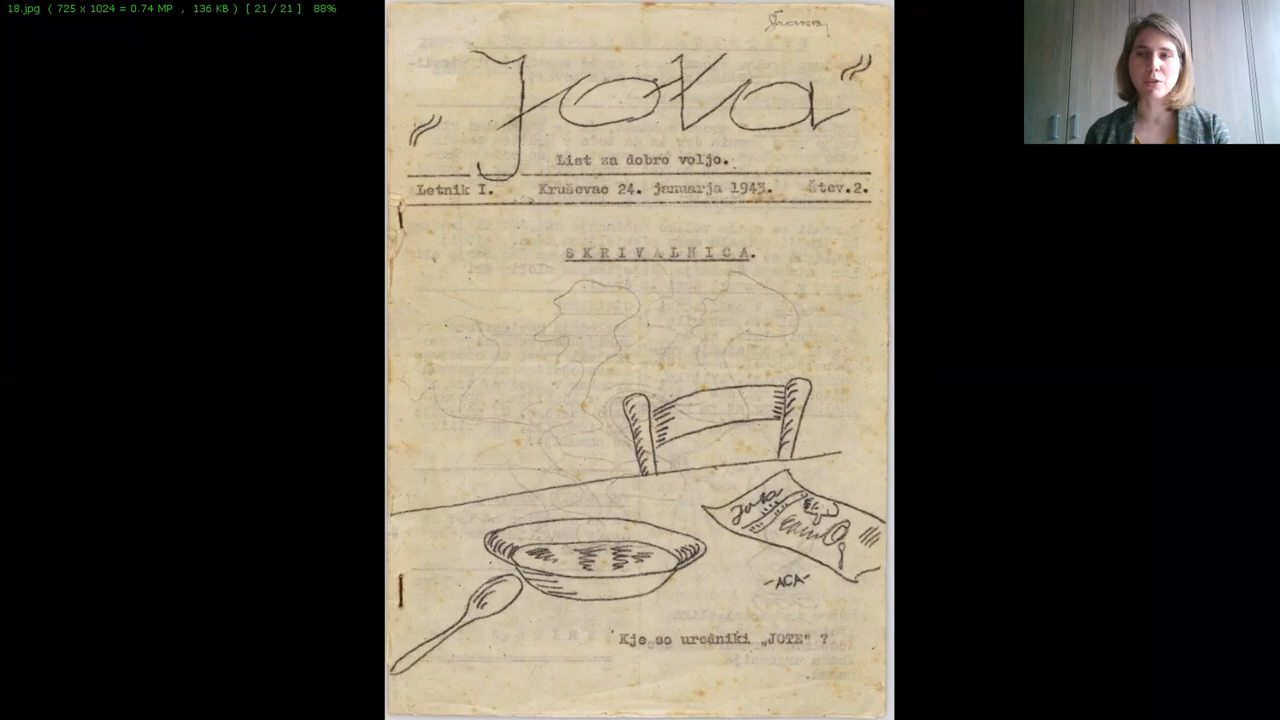 18.jpg ( 725 x 1024 = 0.74 MP , 136 KB ) [ 21 / 21 ] 88%
"Jota"
List za dobro voljo.
Letnik I. Kruševac 24. januarja 1943. Štev.2.
SKRIVALNICA.
Jota
-ACA-
Kje so uredniki „JOTE" ?